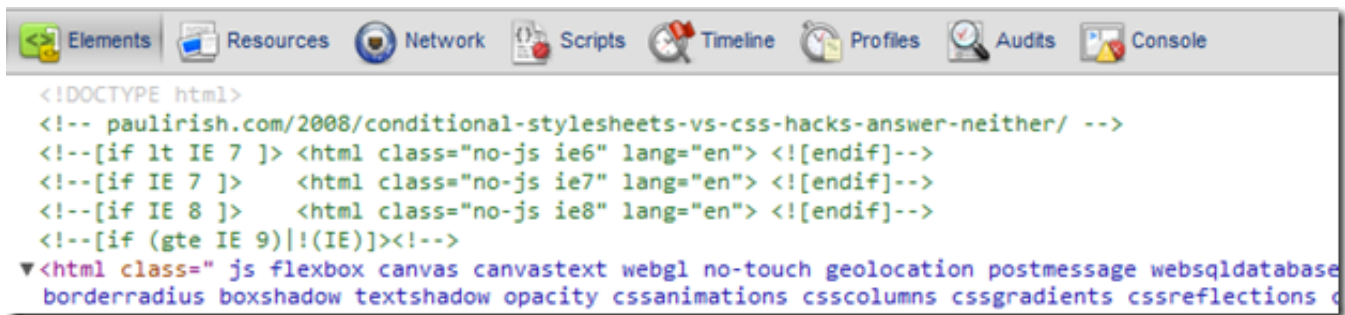 Elements Resources Network Scripts Timeline Profiles Audits Console
<!DOCTYPE html>
<!-- paulirish.com/2008/conditional-stylesheets-vs-css-hacks-answer-neither/ -->
<!--[if lt IE 7 ]> <html class="no-js ie6" lang="en"> <![endif]-->
<!--[if IE 7 ]>    <html class="no-js ie7" lang="en"> <![endif]-->
<!--[if IE 8 ]>    <html class="no-js ie8" lang="en"> <![endif]-->
<!--[if (gte IE 9)|!(IE)]><!-->
▼<html class=" js flexbox canvas canvastext webgl no-touch geolocation postmessage websqldatabase
borderradius boxshadow textshadow opacity cssanimations csscolumns cssgradients cssreflections